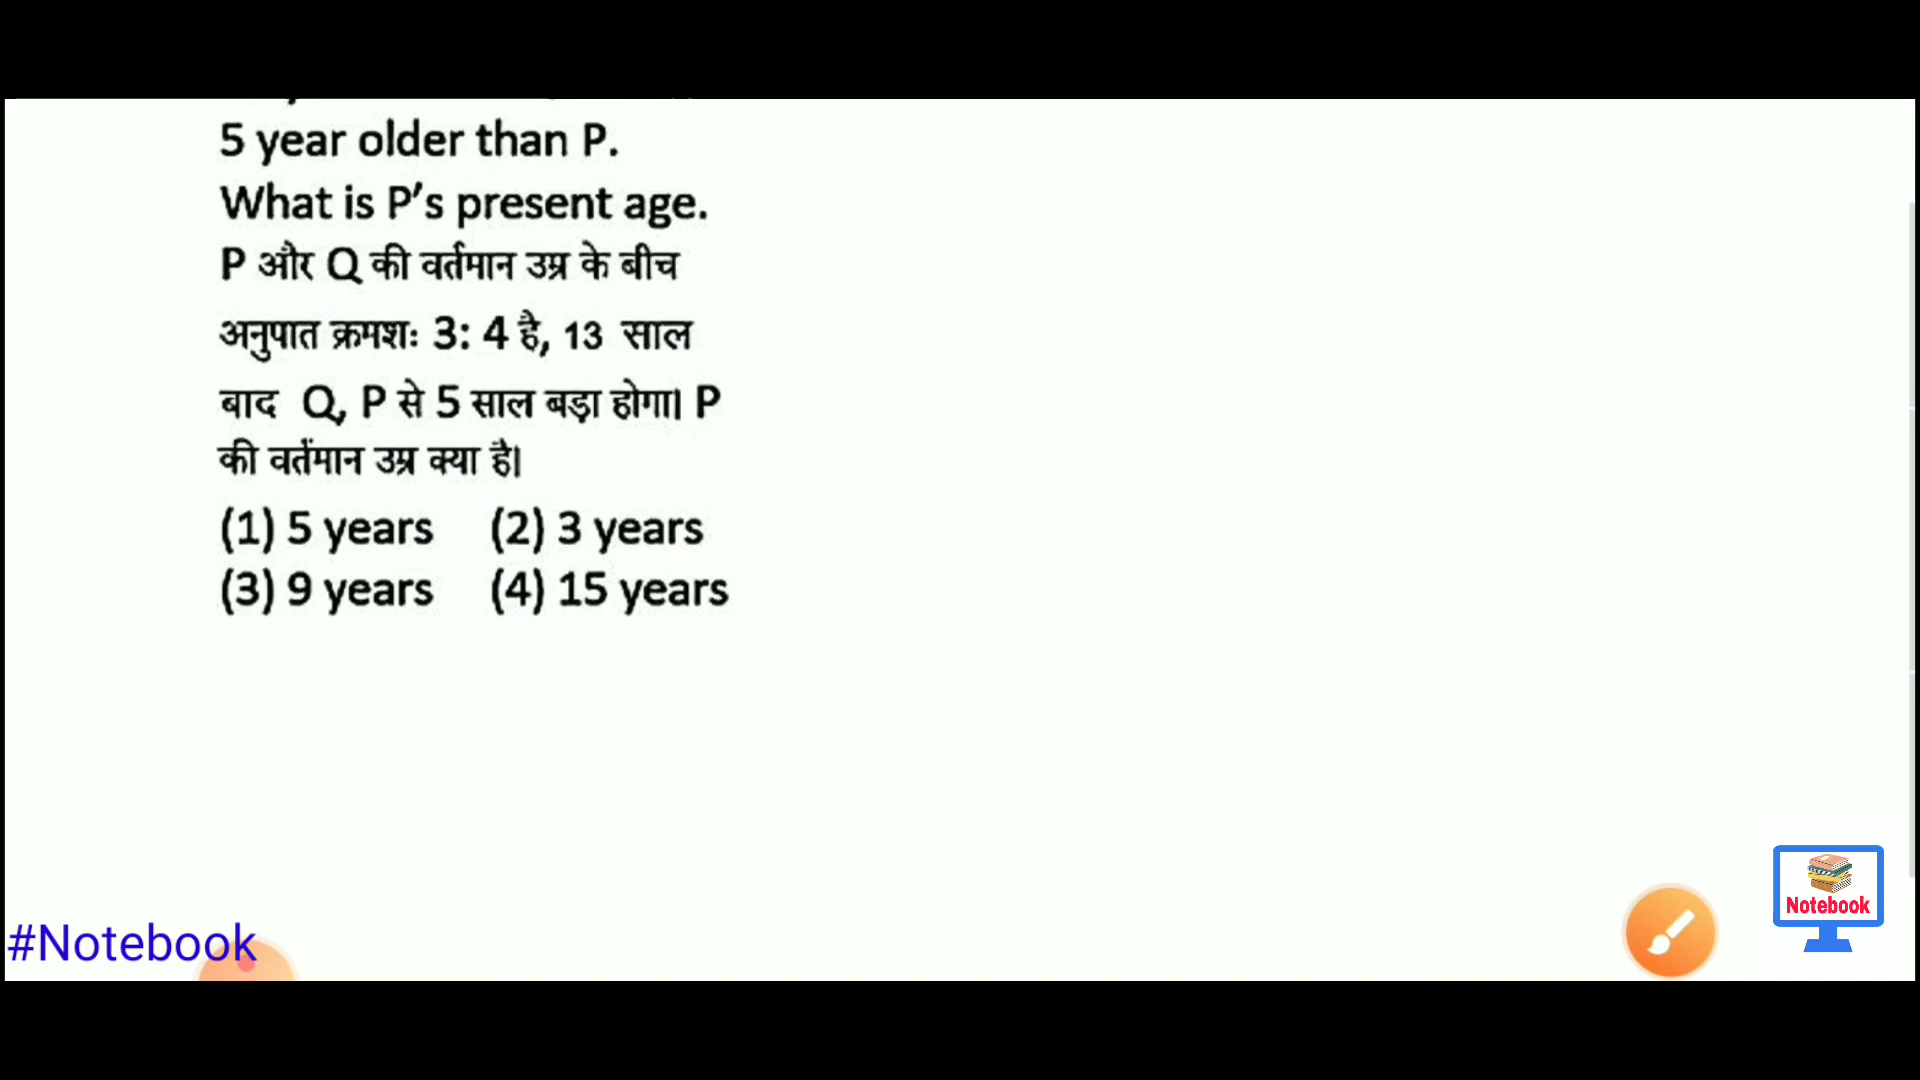 5 year older than P.
What is P’s present age.
P और Q की वर्तमान उम्र के बीच
अनुपात क्रमशः 3: 4 है, 13 साल
बाद Q, P से 5 साल बड़ा होगा। P
की वर्तमान उम्र क्या है।
(1) 5 years (2) 3 years
(3) 9 years (4) 15 years
Notebook
#Notebook